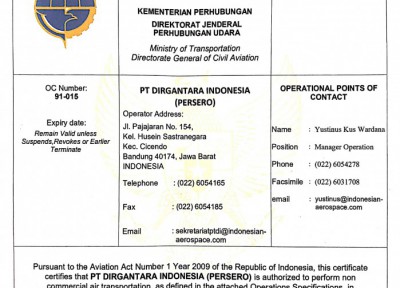 KEMENTERIAN PERHUBUNGAN
DIREKTORAT JENDERAL
PERHUBUNGAN UDARA
Ministry of Transportation
Directorate General of Civil Aviation
OC Number:
91-015
Expiry date:
Remain Valid unless
Suspends,Revokes or Earlier
Terminate
PT DIRGANTARA INDONESIA
(PERSERO)
Operator Address:
Jl. Pajajaran No. 154,
Kel. Husein Sastranegara
Kec. Cicendo
Bandung 40174, Jawa Barat
INDONESIA
Telephone : (022) 6054165
Fax : (022) 6054185
Email : sekretariatptdi@indonesian-
aerospace.com
OPERATIONAL POINTS OF
CONTACT
Name : Yustinus Kus Wardana
Position : Manager Operation
Phone : (022) 6054278
Facsimile : (022) 6031708
email : yustinus@indonesian-
aerospace.com
Pursuant to the Aviation Act Number 1 Year 2009 of the Republic of Indonesia, this certificate
certifies that PT DIRGANTARA INDONESIA (PERSERO) is authorized to perform non
commercial air transportation, as defined in the attached Operations Specifications, in